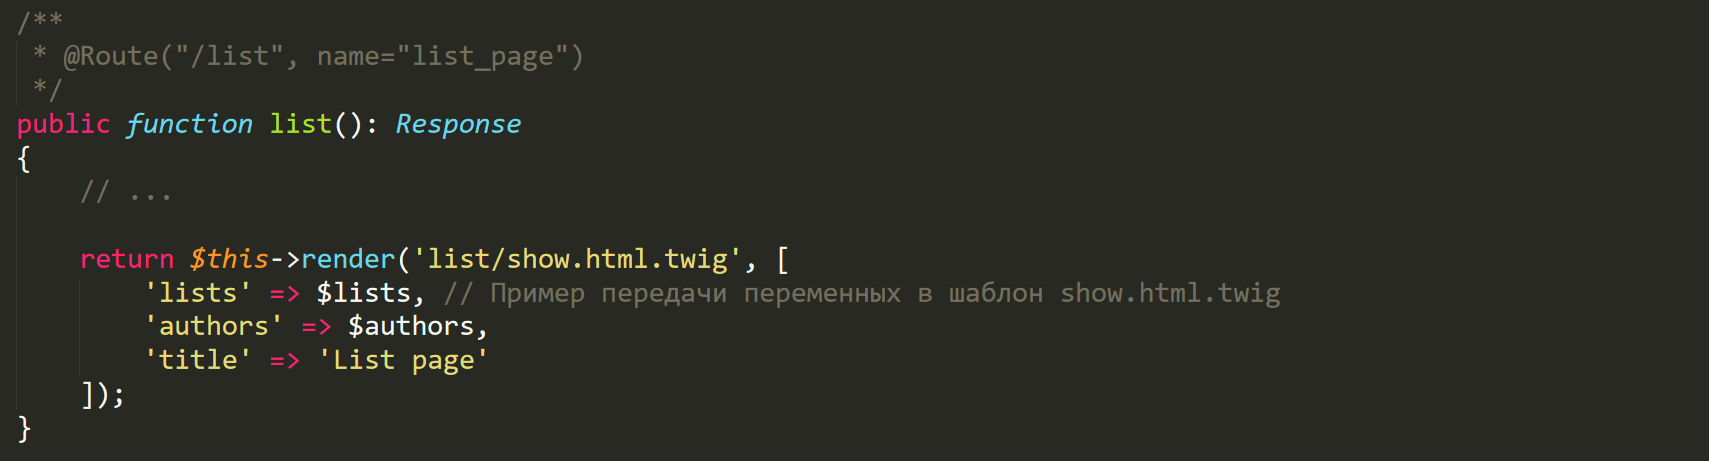 /**
 * @Route("/list", name="list_page")
 */
public function list(): Response
{
    // ...
    return $this->render('list/show.html.twig', [
        'lists' => $lists, // Пример передачи переменных в шаблон show.html.twig
        'authors' => $authors,
        'title' => 'List page'
    ]);
}